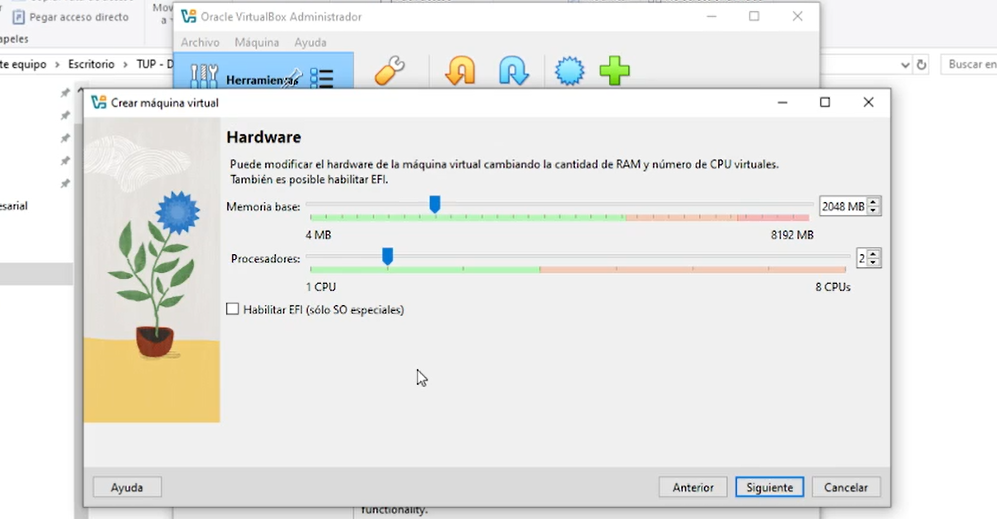 Pegar acceso directo
Mov
a
apeles
te equipo > Escritorio > TUP - D
Buscar en
esarial
Oracle VirtualBox Administrador
Archivo Máquina Ayuda
Herramientas
Crear máquina virtual
Hardware
Puede modificar el hardware de la máquina virtual cambiando la cantidad de RAM y número de CPU virtuales.
También es posible habilitar EFI.
Memoria base: 2048 MB
4 MB 8192 MB
Procesadores: 2
1 CPU 8 CPUs
Habilitar EFI (sólo SO especiales)
Ayuda Anterior Siguiente Cancelar
functionality.